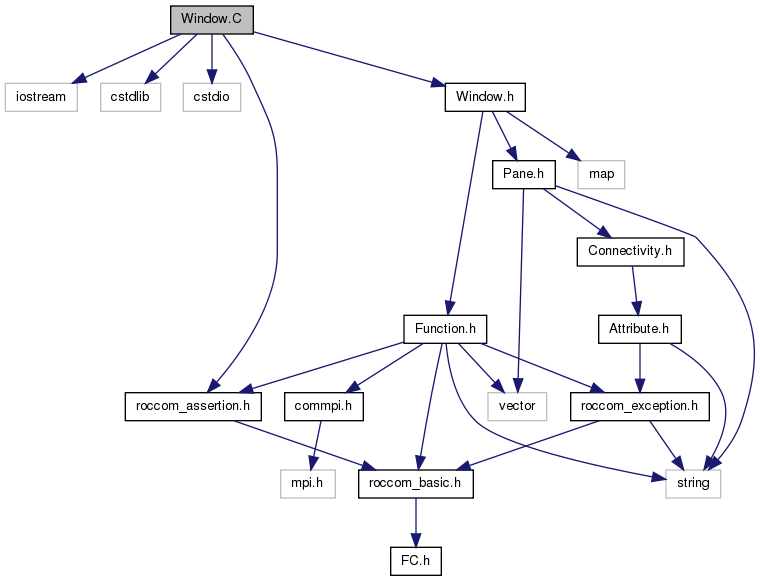 Window.C
iostream
cstdlib
cstdio
Window.h
Pane.h
map
Connectivity.h
Function.h
Attribute.h
roccom_assertion.h
commpi.h
vector
roccom_exception.h
mpi.h
roccom_basic.h
string
FC.h